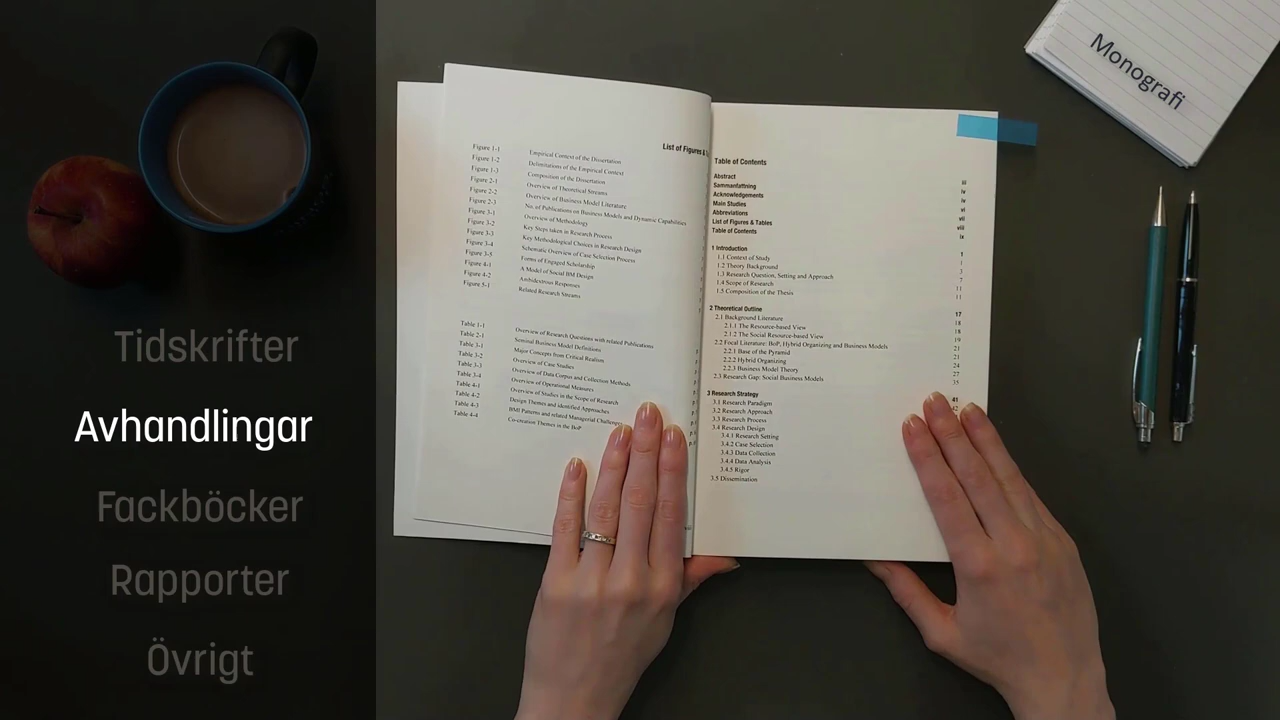 Tidskrifter
Avhandlingar
Fackböcker
Rapporter
Övrigt
List of Figures &
Figure 1-1 Empirical Context of the Dissertation
Figure 1-2 Delimitations of the Empirical Context
Figure 1-3 Composition of the Dissertation
Figure 2-1 Overview of Theoretical Streams
Figure 2-2 Overview of Business Model Literature
Figure 2-3 No. of Publications on Business Models and Dynamic Capabilities
Figure 3-1 Overview of Methodology
Figure 3-2 Key Steps taken in Research Process
Figure 3-3 Key Methodological Choices in Research Design
Figure 3-4 Schematic Overview of Case Selection Process
Figure 3-5 Forms of Engaged Scholarship
Figure 4-1 A Model of Social BM Design
Figure 4-2 Ambidextrous Responses
Figure 5-1 Related Research Streams
Table 1-1 Overview of Research Questions with related Publications
Table 2-1 Seminal Business Model Definitions
Table 3-1 Major Concepts from Critical Realism
Table 3-2 Overview of Case Studies
Table 3-3 Overview of Data Corpus and Collection Methods
Table 3-4 Overview of Operational Measures
Table 4-1 Overview of Studies in the Scope of Research
Table 4-2 Design Themes and identified Approaches
Table 4-3 BMI Patterns and related Managerial Challenges
Table 4-4 Co-creation Themes in the BoP
Table of Contents
Abstract iii
Sammanfattning iv
Acknowledgements iv
Main Studies vi
Abbreviations vii
List of Figures & Tables viii
Table of Contents ix
1 Introduction 1
1.1 Context of Study 1
1.2 Theory Background 3
1.3 Research Question, Setting and Approach 7
1.4 Scope of Research 11
1.5 Composition of the Thesis 11
2 Theoretical Outline 17
2.1 Background Literature 18
2.1.1 The Resource-based View 18
2.1.2 The Social Resource-based View 19
2.2 Focal Literature: BoP, Hybrid Organizing and Business Models 21
2.2.1 Base of the Pyramid 21
2.2.2 Hybrid Organizing 24
2.2.3 Business Model Theory 27
2.3 Research Gap: Social Business Models 35
3 Research Strategy 41
3.1 Research Paradigm 42
3.2 Research Approach
3.3 Research Process
3.4 Research Design
3.4.1 Research Setting
3.4.2 Case Selection
3.4.3 Data Collection
3.4.4 Data Analysis
3.4.5 Rigor
3.5 Dissemination
Monografi